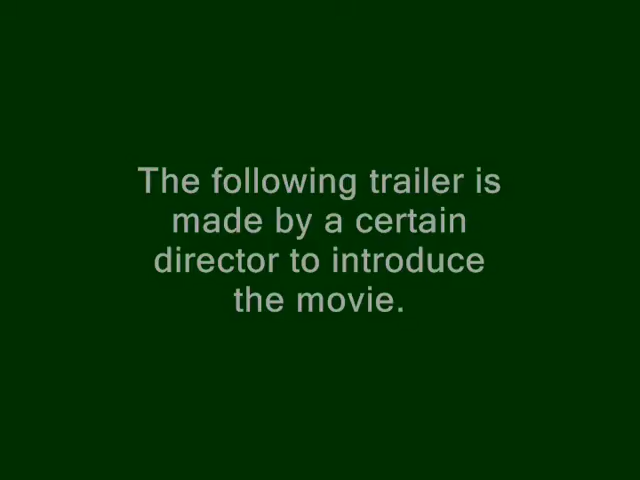 The following trailer is
made by a certain
director to introduce
the movie.